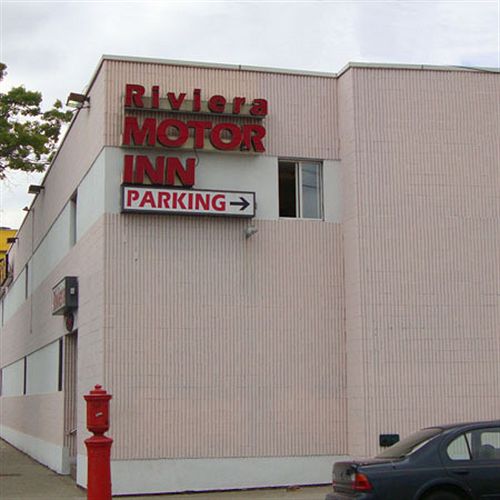 Riviera
MOTOR
INN
PARKING →